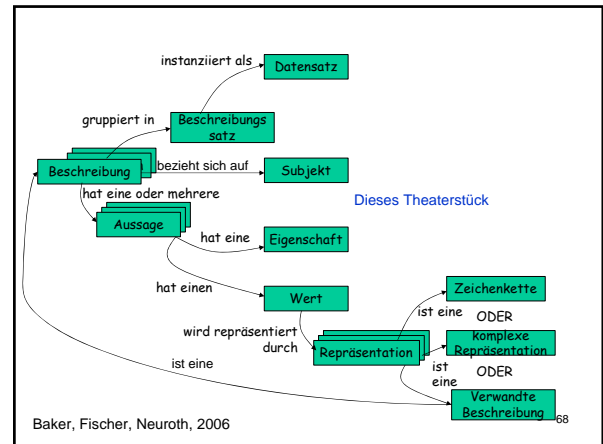 instanziiert als
Datensatz
gruppiert in
Beschreibungs
satz
Beschreibung
bezieht sich auf
Subjekt
hat eine oder mehrere
Dieses Theaterstück
Aussage
hat eine
Eigenschaft
hat einen
Wert
Zeichenkette
ist eine
ODER
wird repräsentiert
durch
Repräsentation
komplexe
Repräsentation
ist
eine
ODER
ist eine
Verwandte
Beschreibung
Baker, Fischer, Neuroth, 2006
68